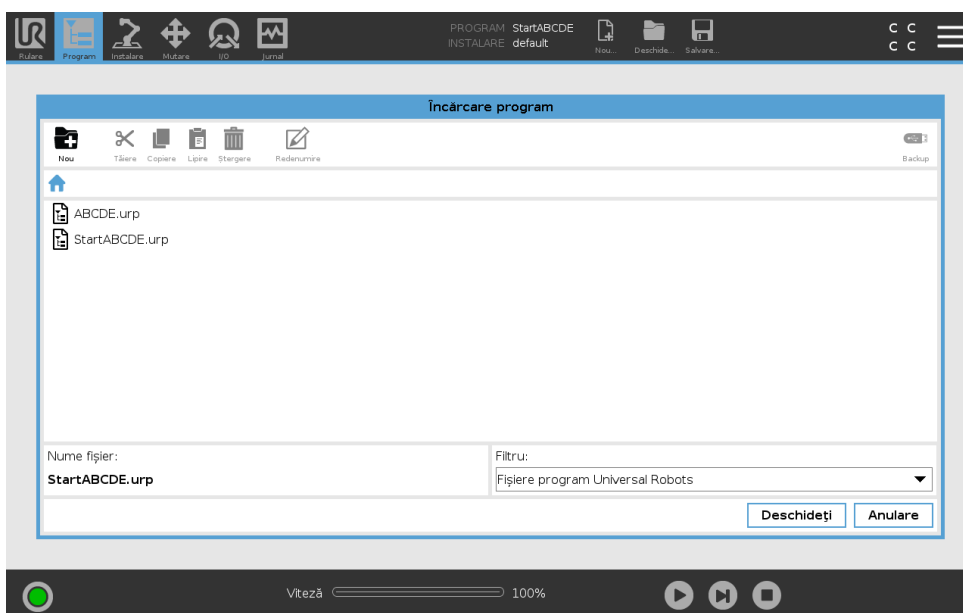 PROGRAM StartABCDE
INSTALARE default
C C
C C
Rulare Program Instalare Mutare I/O Jurnal Nou... Deschide... Salvare...
Încărcare program
Nou Tăiere Copiere Lipire Ștergere Redenumire Backup
ABCDE.urp
StartABCDE.urp
Nume fișier:
StartABCDE.urp
Filtru:
Fișiere program Universal Robots
Deschideți Anulare
Viteză 100%